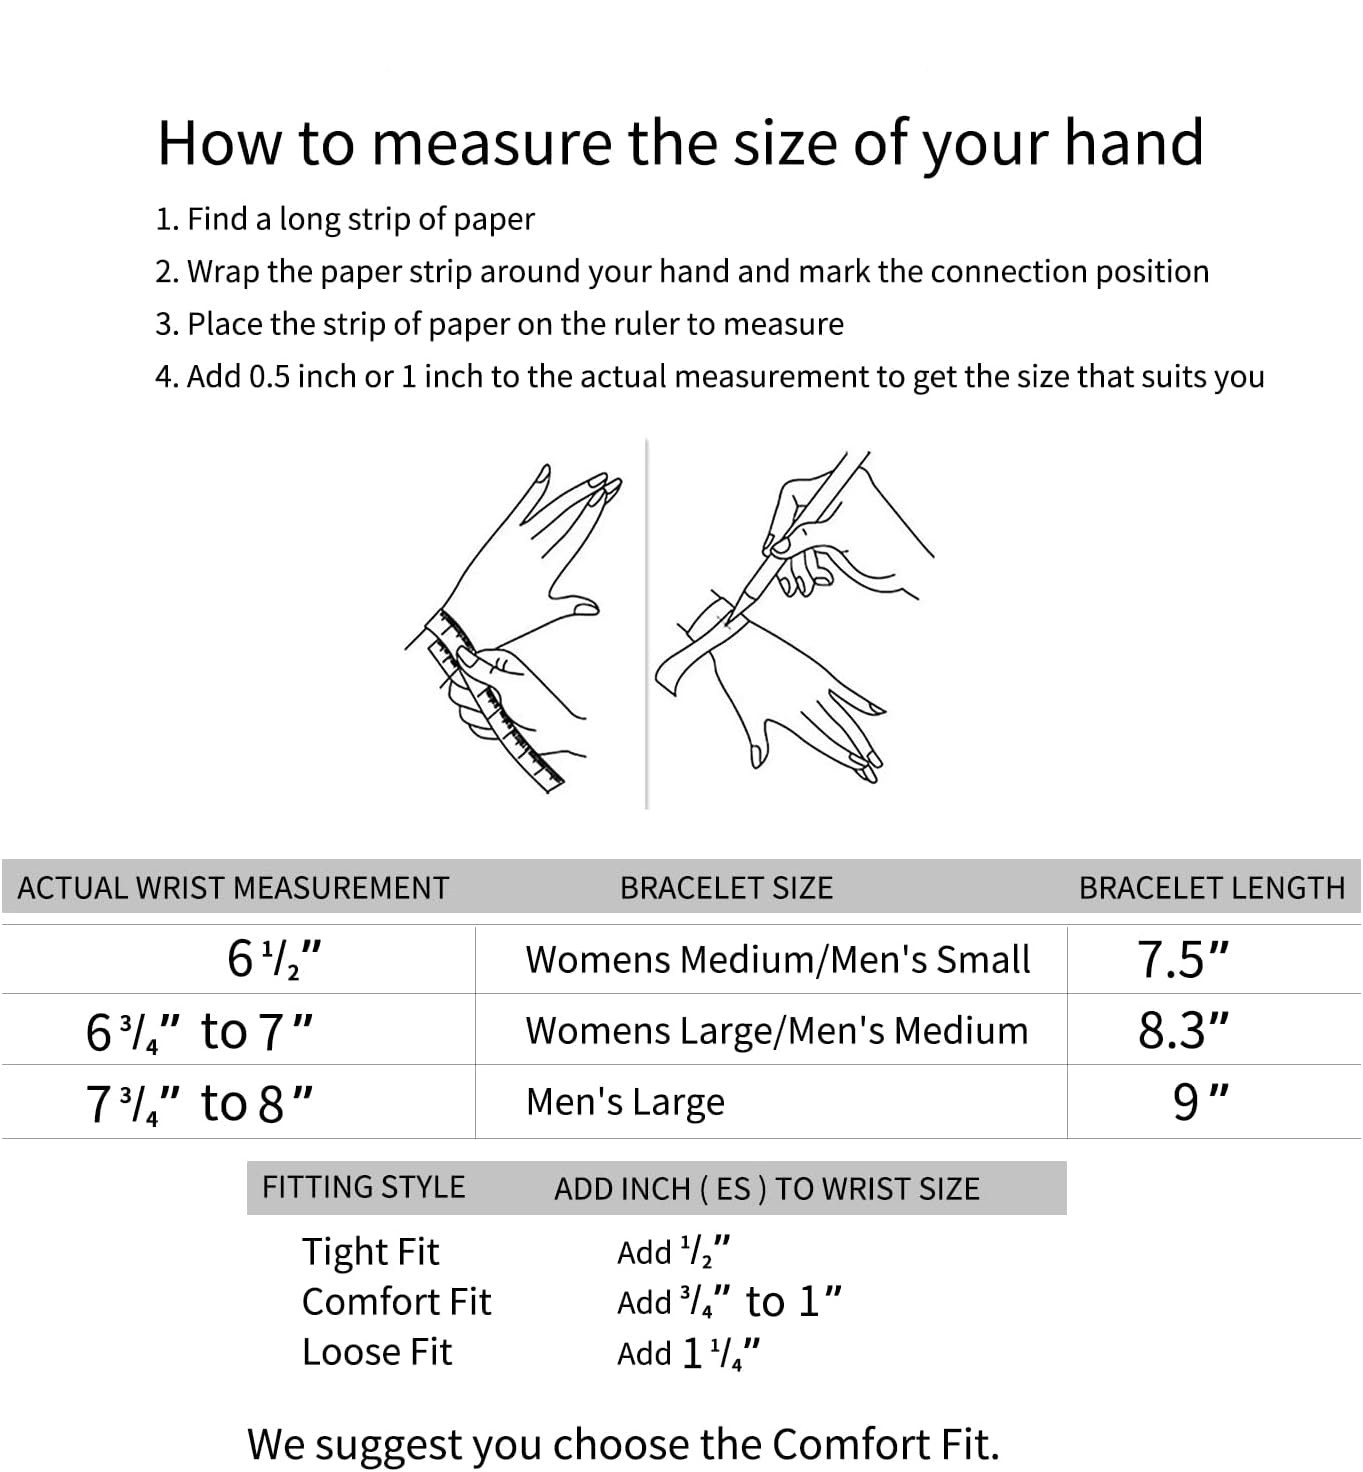 How to measure the size of your hand
1. Find a long strip of paper
2. Wrap the paper strip around your hand and mark the connection position
3. Place the strip of paper on the ruler to measure
4. Add 0.5 inch or 1 inch to the actual measurement to get the size that suits you
ACTUAL WRIST MEASUREMENT BRACELET SIZE BRACELET LENGTH
6 1/2" Womens Medium/Men's Small 7.5"
6 3/4" to 7" Womens Large/Men's Medium 8.3"
7 3/4" to 8" Men's Large 9"
FITTING STYLE ADD INCH ( ES ) TO WRIST SIZE
Tight Fit Add 1/2"
Comfort Fit Add 3/4" to 1"
Loose Fit Add 1 1/4"
We suggest you choose the Comfort Fit.